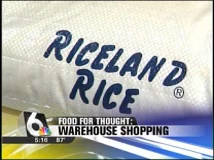 RICELAND
RICE ®
6
FOOD FOR THOUGHT:
WAREHOUSE SHOPPING
5:16 87°